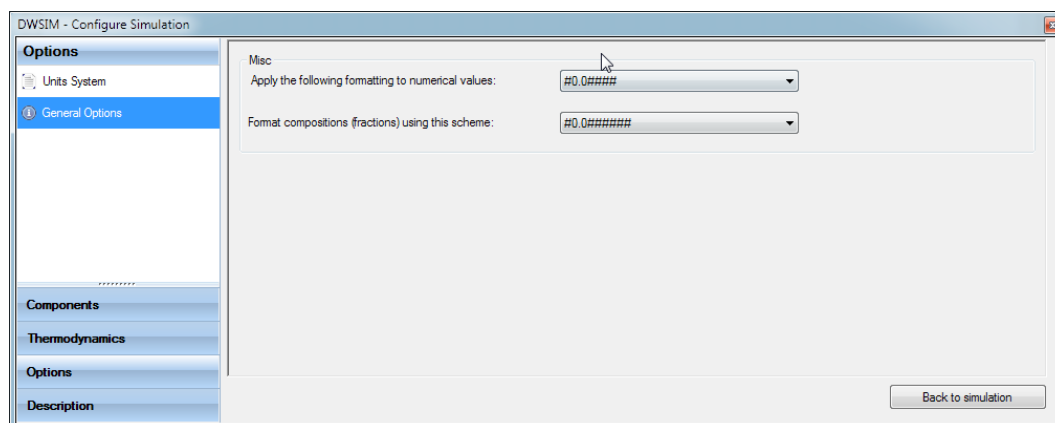 DWSIM - Configure Simulation
Options
Units System
General Options
Misc
Apply the following formatting to numerical values:
#0.0####
Format compositions (fractions) using this scheme:
#0.0######
Components
Thermodynamics
Options
Description
Back to simulation